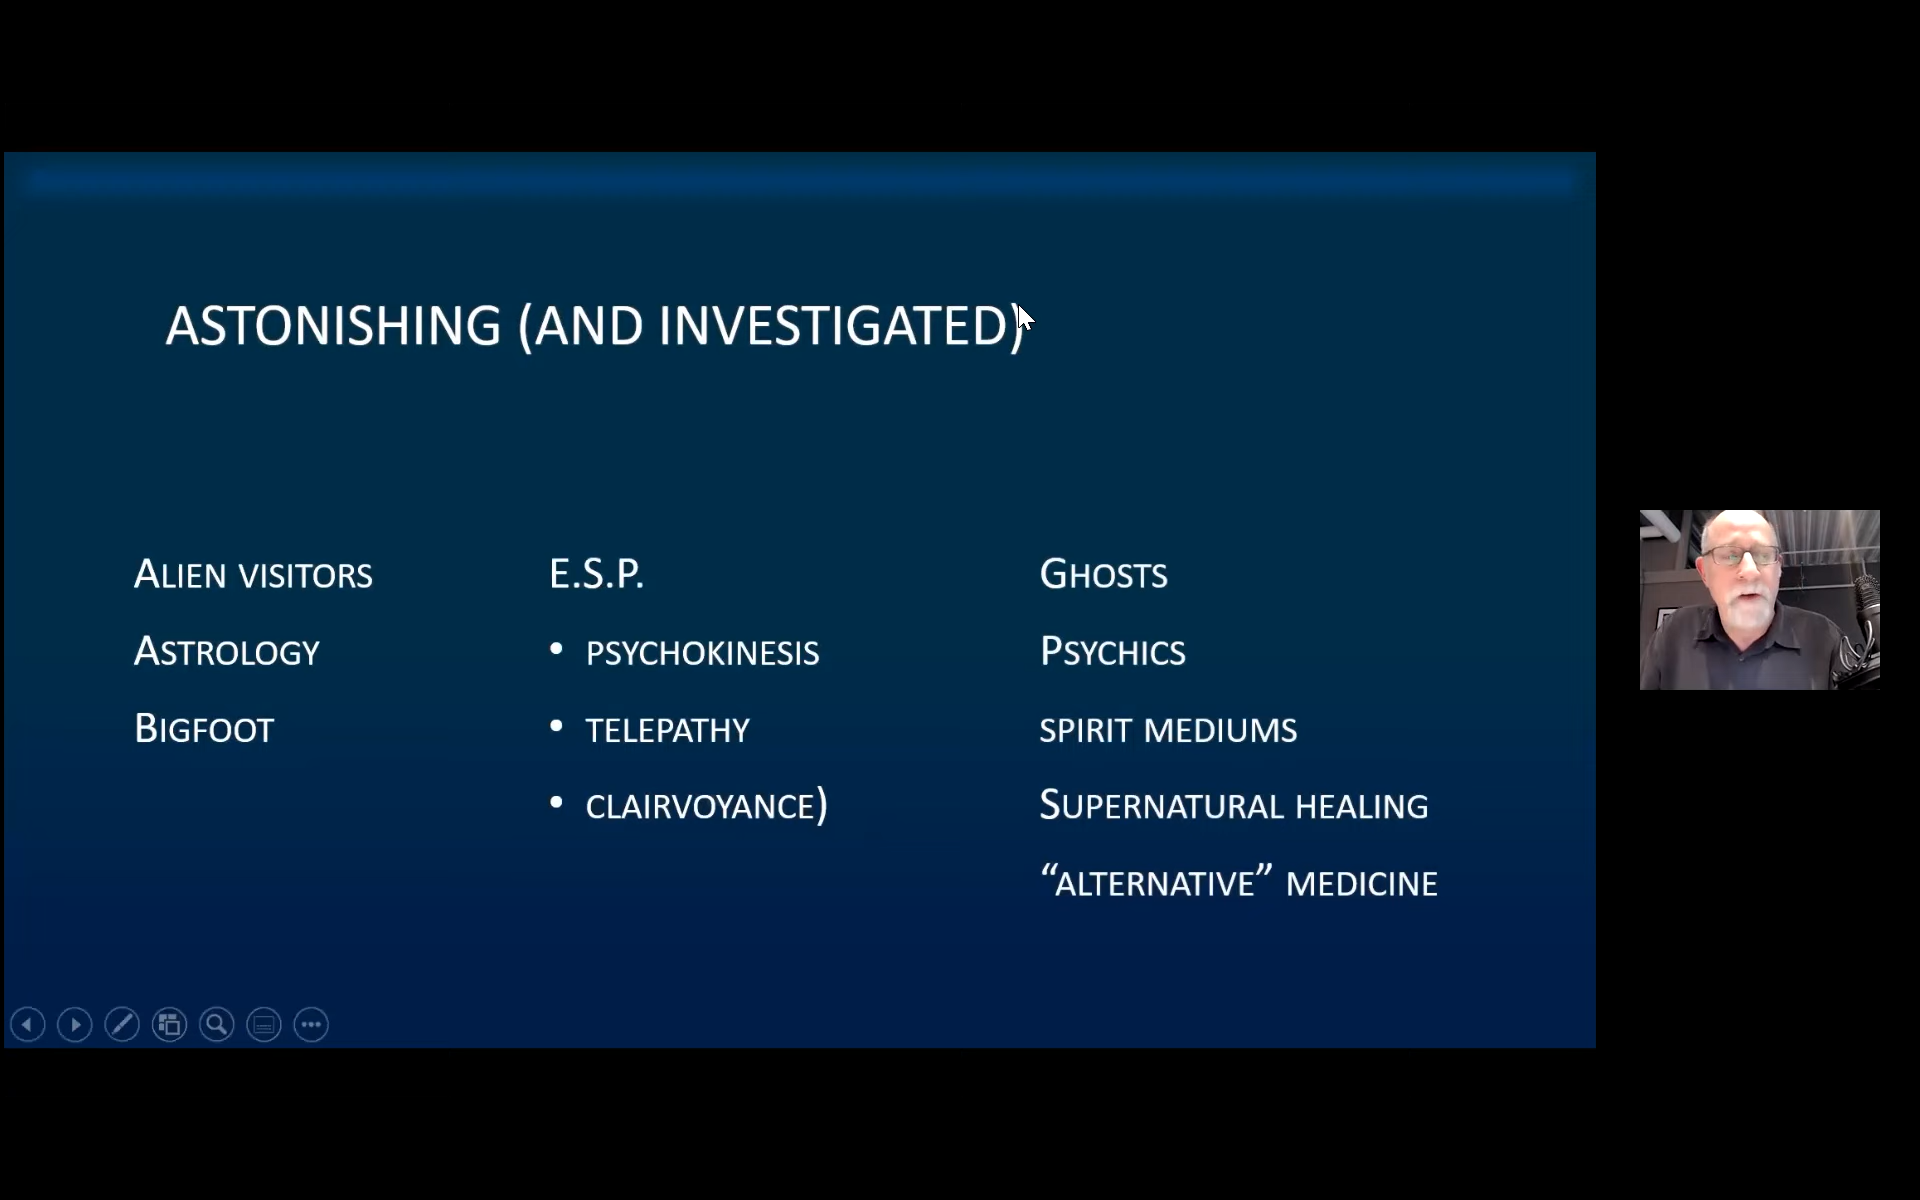 ASTONISHING (AND INVESTIGATED)
ALIEN VISITORS
ASTROLOGY
BIGFOOT
E.S.P.
• PSYCHOKINESIS
• TELEPATHY
• CLAIRVOYANCE)
GHOSTS
PSYCHICS
SPIRIT MEDIUMS
SUPERNATURAL HEALING
“ALTERNATIVE” MEDICINE